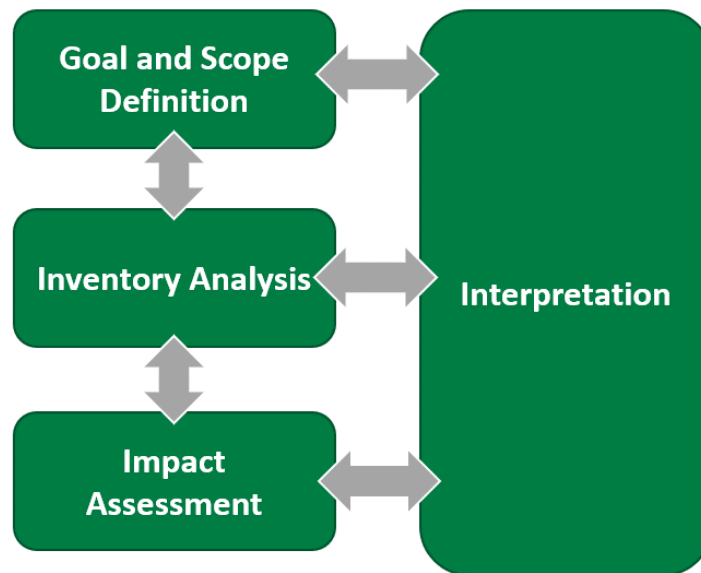 Goal and Scope
Definition
Inventory Analysis
Interpretation
Impact
Assessment